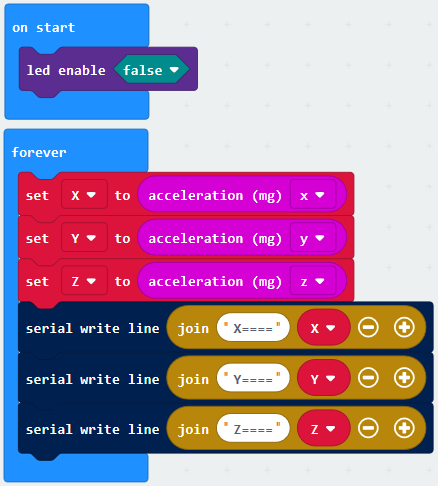 on start
led enable false
forever
set X to acceleration (mg) x
set Y to acceleration (mg) y
set Z to acceleration (mg) z
serial write line join "X====" X
serial write line join "Y====" Y
serial write line join "Z====" Z